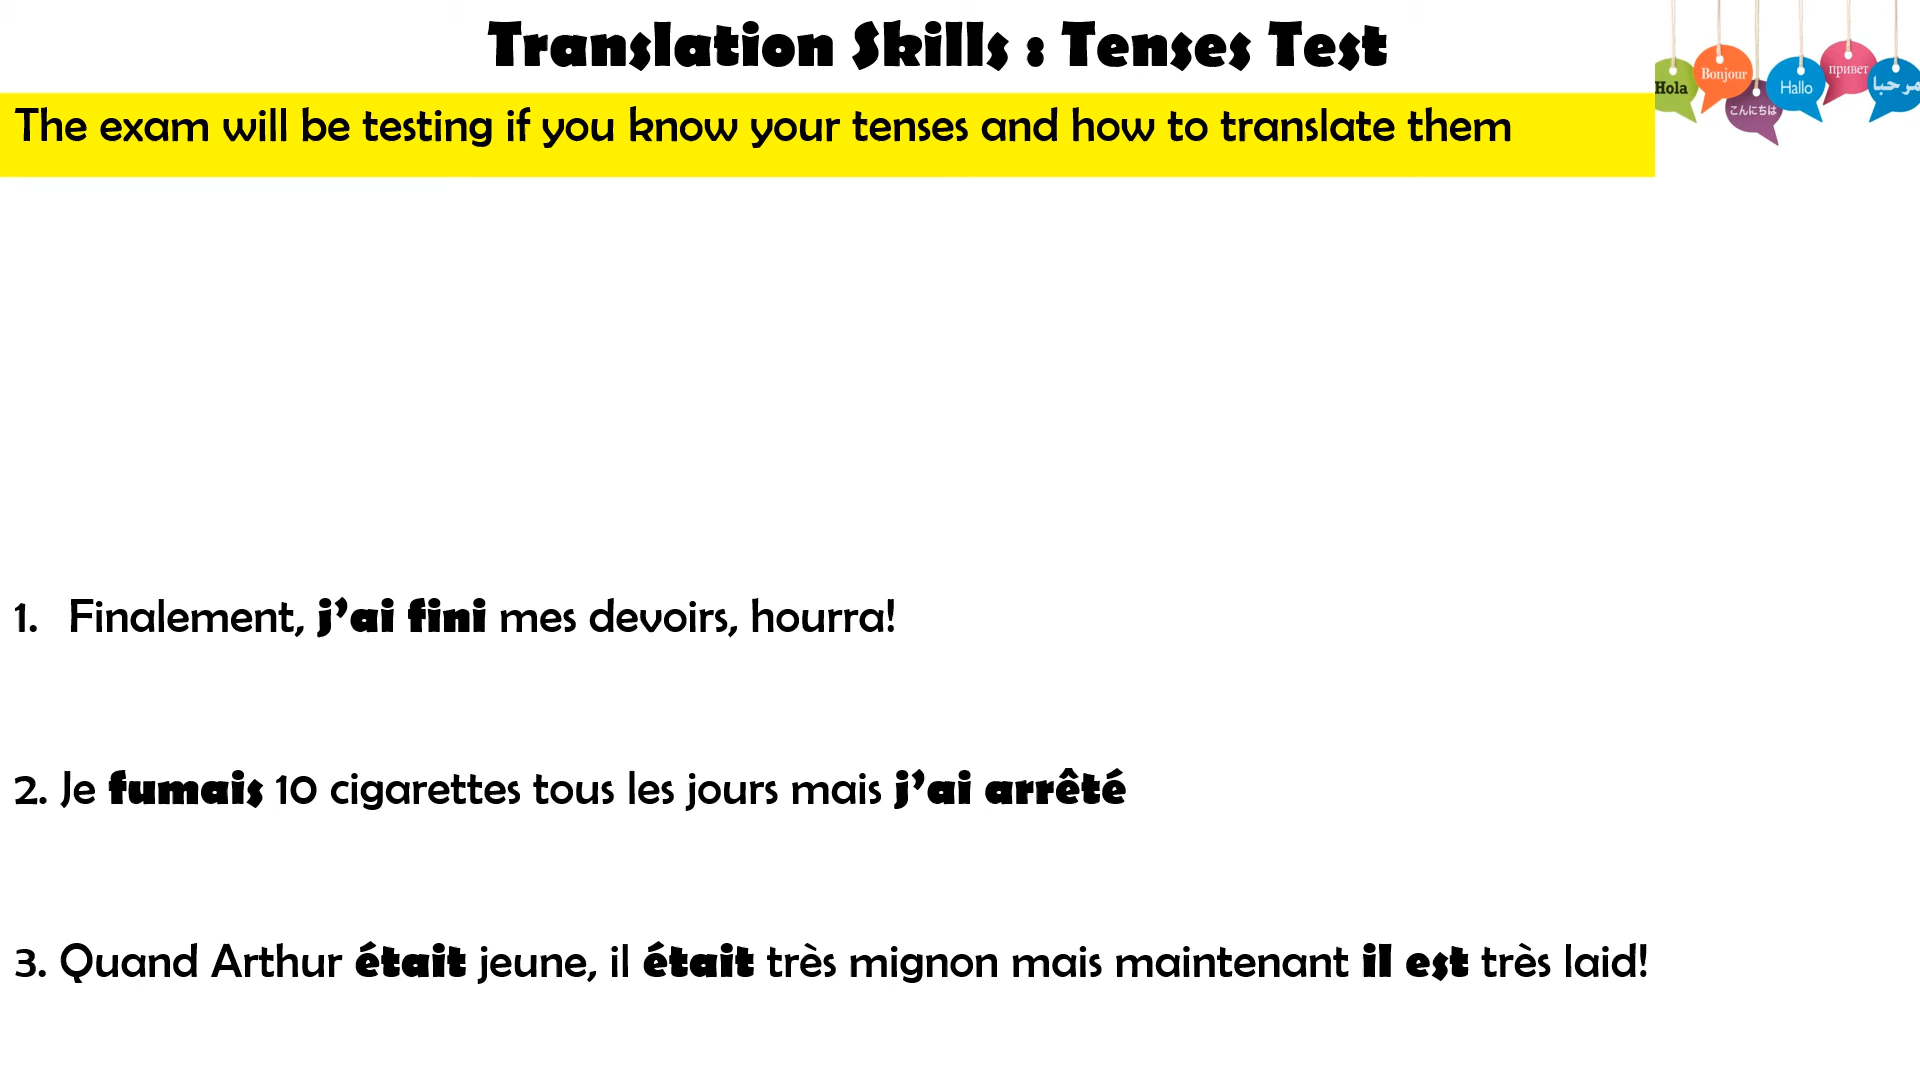 Translation Skills : Tenses Test
Hola
Bonjour
こんにちは
Hallo
привет
مرحبا
The exam will be testing if you know your tenses and how to translate them
1. Finalement, j’ai fini mes devoirs, hourra!
2. Je fumais 10 cigarettes tous les jours mais j’ai arrêté
3. Quand Arthur était jeune, il était très mignon mais maintenant il est très laid!